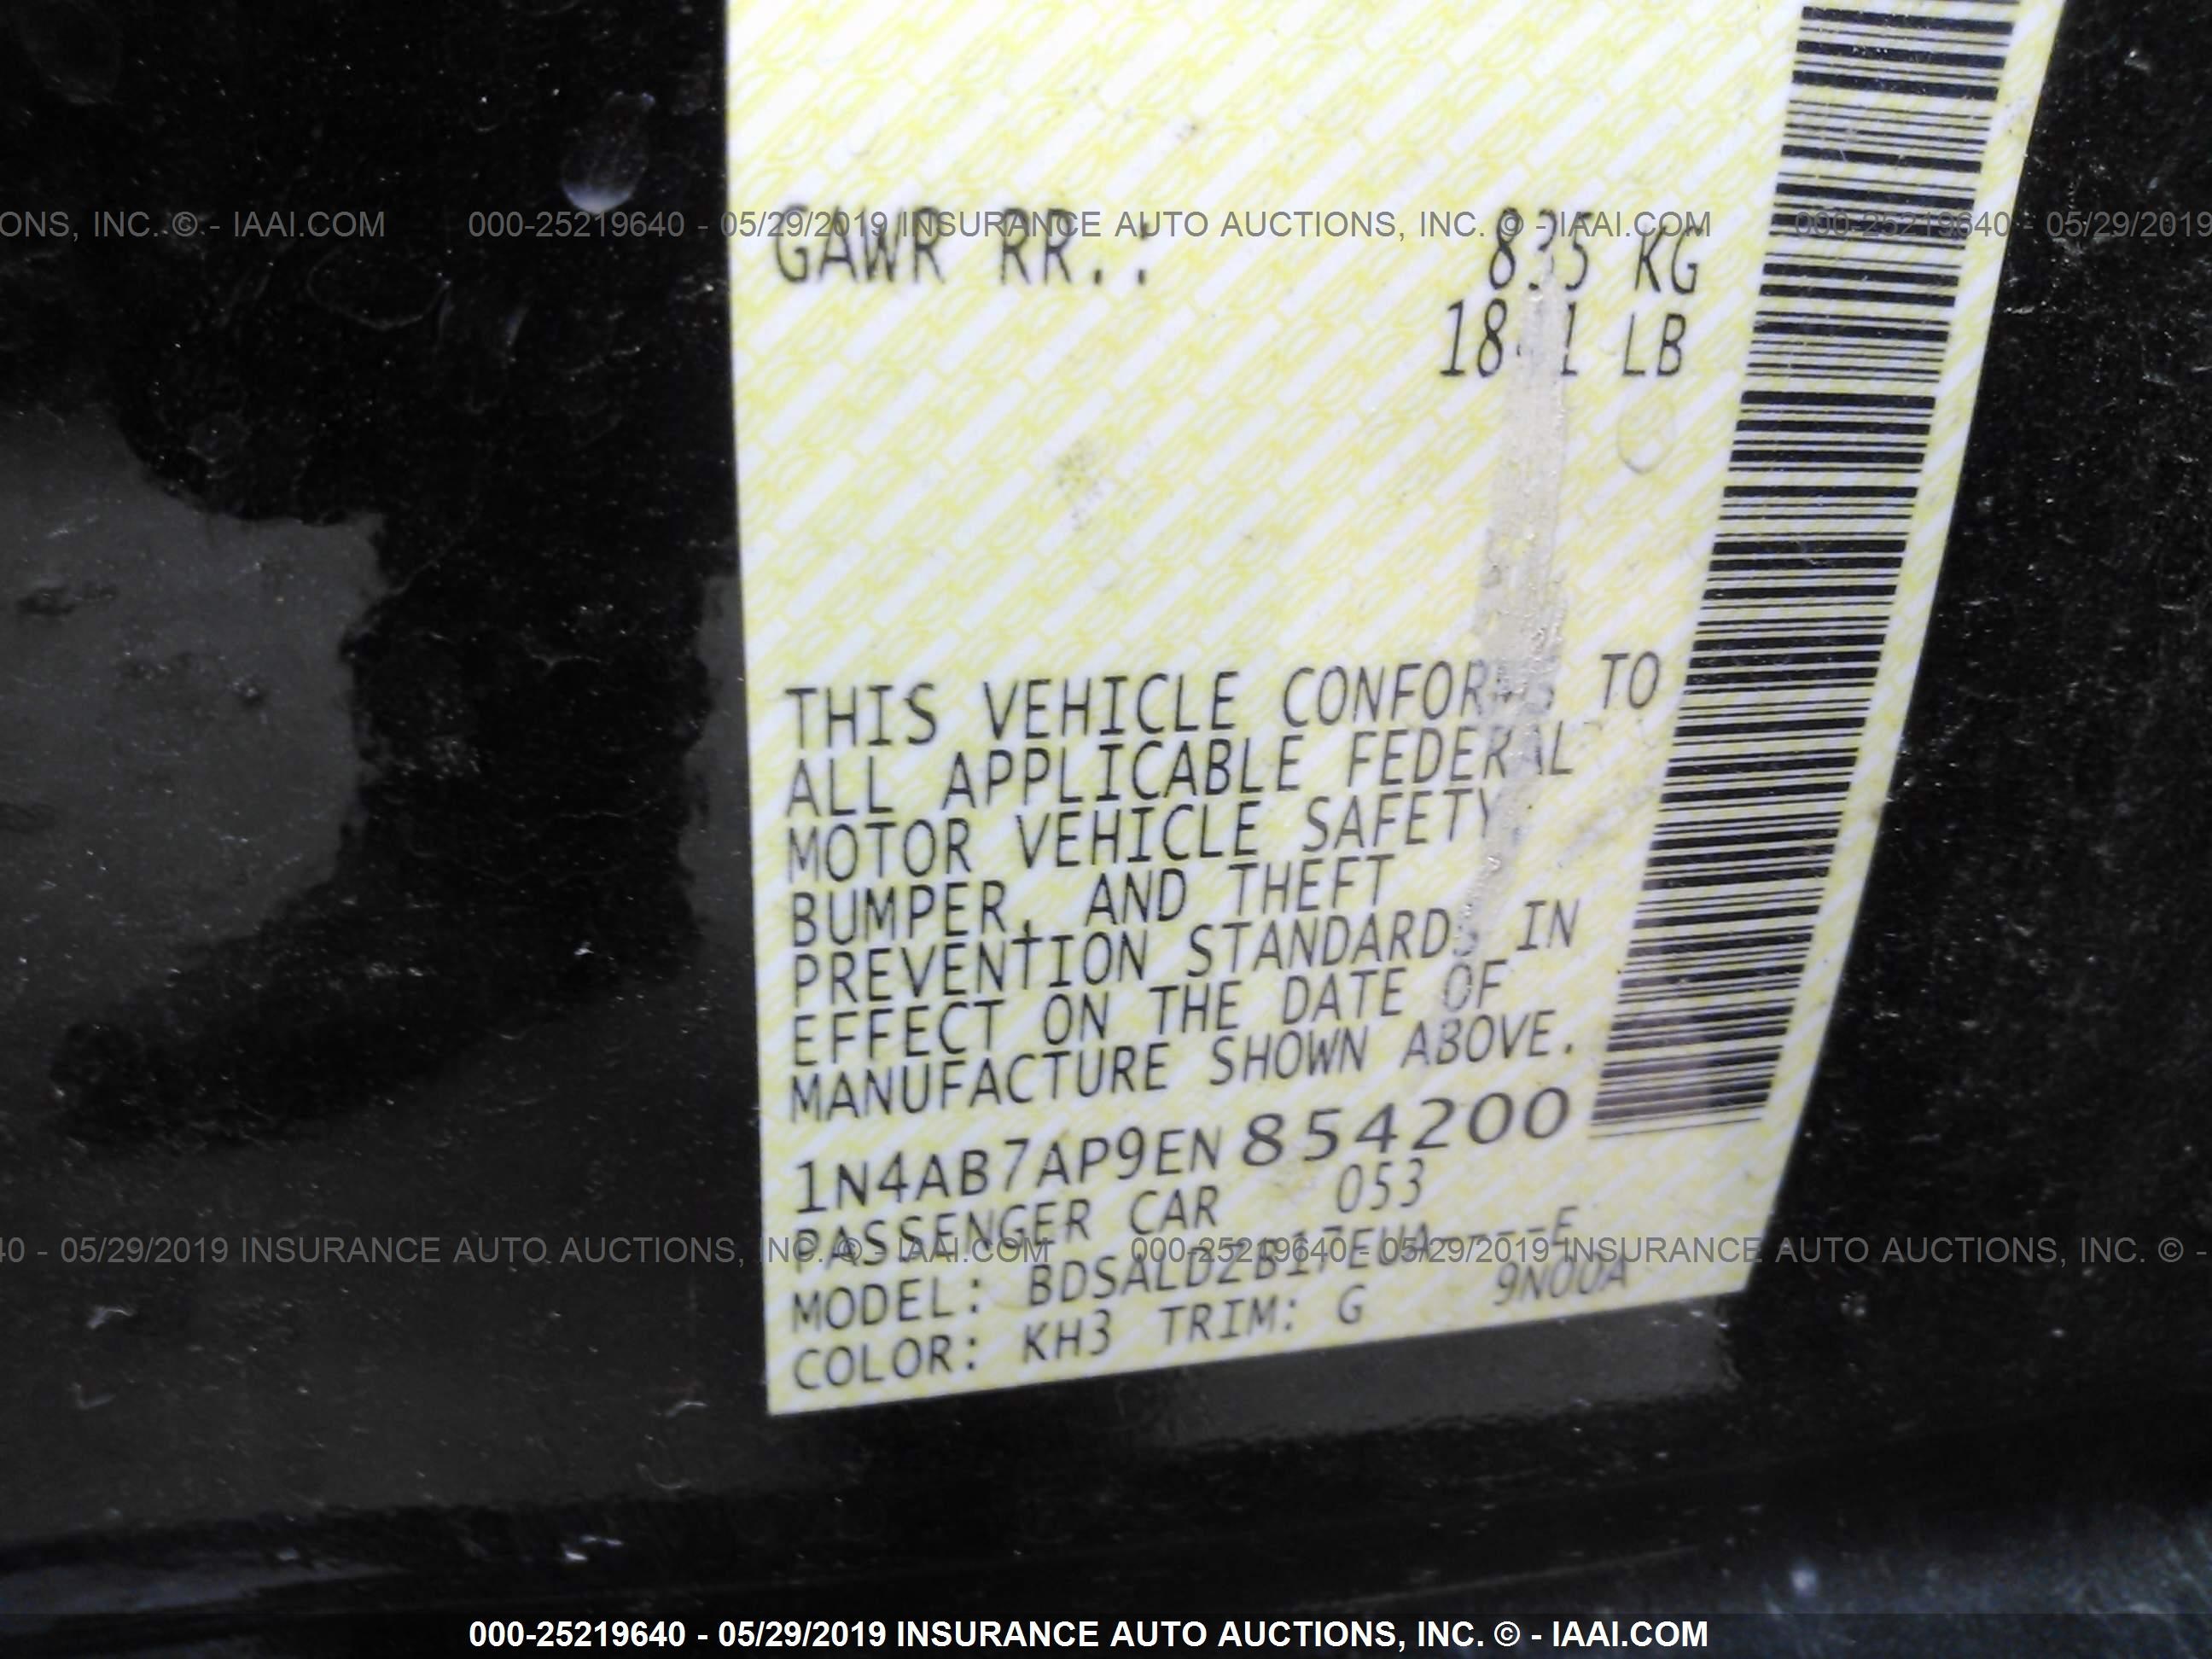 ONS, INC. © - IAAI.COM 000-25219640 - 05/29/2019 INSURANCE AUTO AUCTIONS, INC. © - IAAI.COM 000-25219640 - 05/29/2019
GAWR RR.: 835 KG
LB
THIS VEHICLE CONFORMS TO
ALL APPLICABLE FEDERAL
MOTOR VEHICLE SAFETY,
BUMPER, AND THEFT
PREVENTION STANDARDS IN
EFFECT ON THE DATE OF
MANUFACTURE SHOWN ABOVE.
1N4AB7AP9EN854200
PASSENGER CAR 053
40 - 05/29/2019 INSURANCE AUTO AUCTIONS, INC. © - IAAI.COM 000-25219640 - 05/29/2019 INSURANCE AUTO AUCTIONS, INC. © -
MODEL: BDSALDZB17EUA----E
COLOR: KH3 TRIM: G 9N00A
000-25219640 - 05/29/2019 INSURANCE AUTO AUCTIONS, INC. © - IAAI.COM